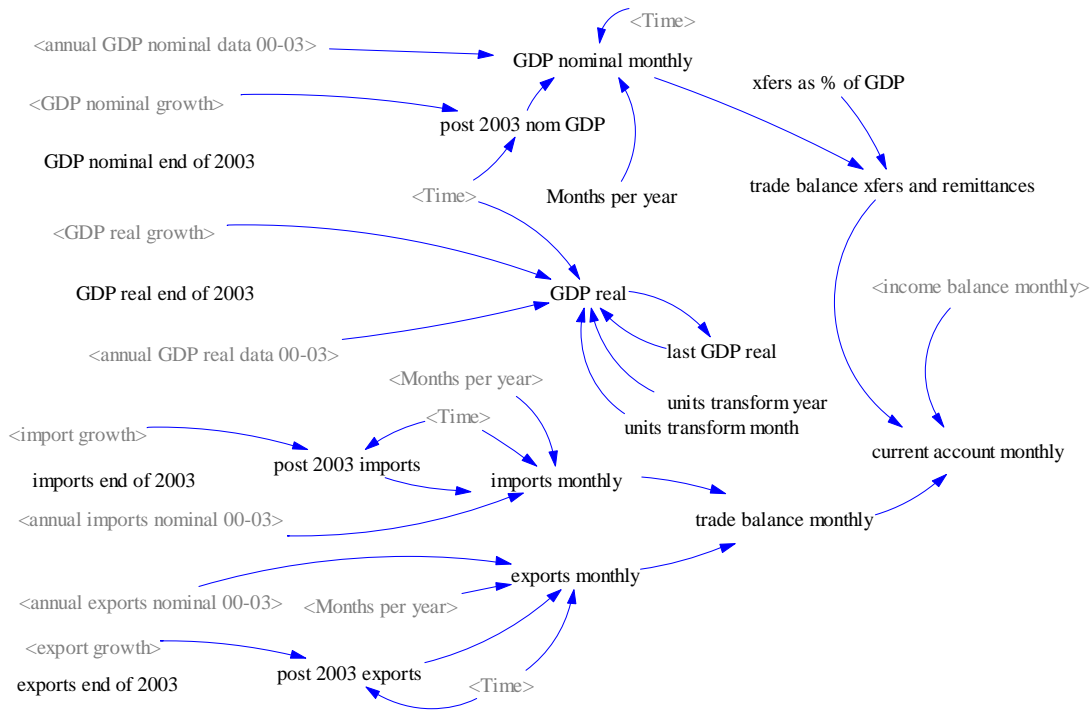 <Time>
<annual GDP nominal data 00-03>
GDP nominal monthly
xfers as % of GDP
<GDP nominal growth>
post 2003 nom GDP
GDP nominal end of 2003
trade balance xfers and remittances
<Time>
Months per year
<GDP real growth>
<income balance monthly>
GDP real end of 2003
GDP real
<annual GDP real data 00-03>
last GDP real
<Months per year>
units transform year
<Time>
units transform month
<import growth>
current account monthly
post 2003 imports
imports end of 2003
imports monthly
<annual imports nominal 00-03>
trade balance monthly
exports monthly
<annual exports nominal 00-03>
<Months per year>
<export growth>
post 2003 exports
exports end of 2003
<Time>